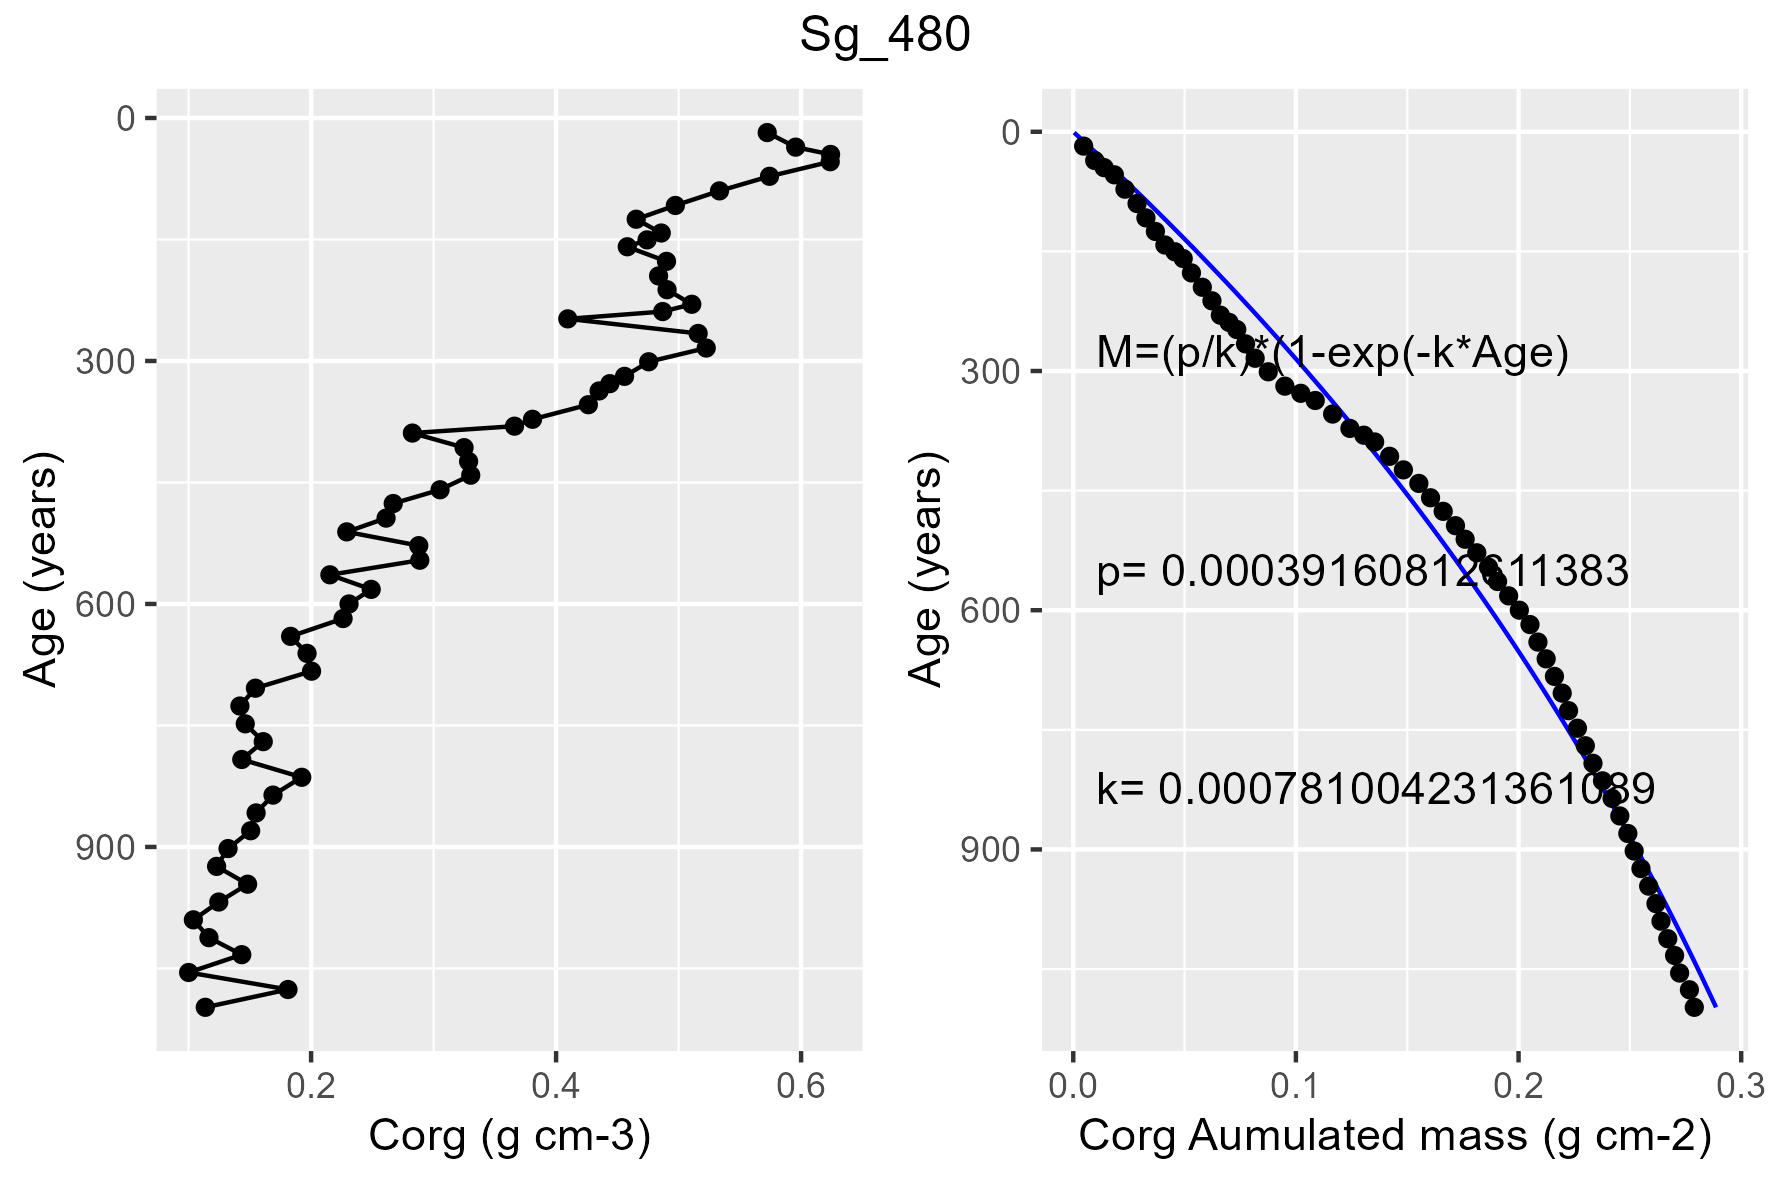 Sg_480
0
300
600
900
Age (years)
0.2 0.4 0.6
Corg (g cm-3)
0
300
600
900
Age (years)
M=(p/k)*(1-exp(-k*Age)
k= 0.000781004231361089
0.0 0.1 0.2 0.3
Corg Aumulated mass (g cm-2)